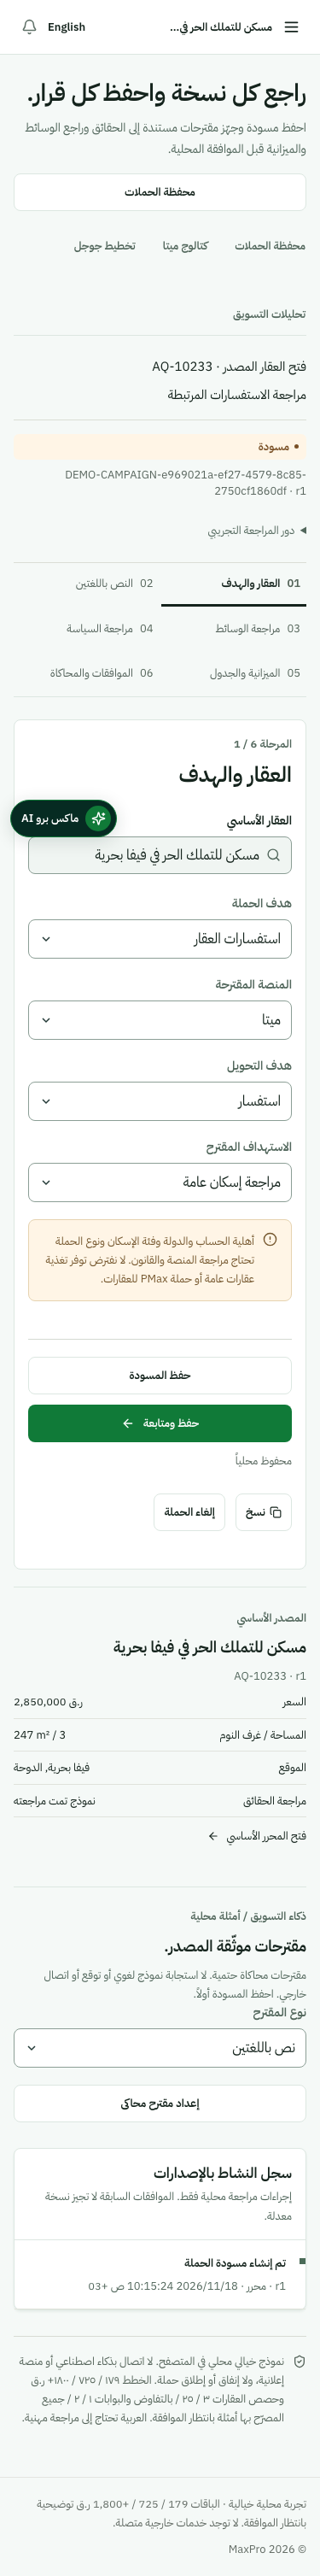 مسكن للتملك الحر في...
English
راجع كل نسخة واحفظ كل قرار.
احفظ مسودة وجهّز مقترحات مستندة إلى الحقائق وراجع الوسائط
والميزانية قبل الموافقة المحلية.
محفظة الحملات
محفظة الحملات
كتالوج ميتا
تخطيط جوجل
تحليلات التسويق
فتح العقار المصدر · AQ-10233
مراجعة الاستفسارات المرتبطة
• مسودة
DEMO-CAMPAIGN-e969021a-ef27-4579-8c85-
2750cf1860df · r1
دور المراجعة التجريبي
01 العقار والهدف
02 النص باللغتين
03 مراجعة الوسائط
04 مراجعة السياسة
05 الميزانية والجدول
06 الموافقات والمحاكاة
المرحلة 6 / 1
العقار والهدف
ماكس برو AI
العقار الأساسي
مسكن للتملك الحر في فيفا بحرية
هدف الحملة
استفسارات العقار
المنصة المقترحة
ميتا
هدف التحويل
استفسار
الاستهداف المقترح
مراجعة إسكان عامة
أهلية الحساب والدولة وفئة الإسكان ونوع الحملة
تحتاج مراجعة المنصة والقانون. لا نفترض توفر تغذية
عقارات عامة أو حملة PMax للعقارات.
حفظ المسودة
حفظ ومتابعة
محفوظ محلياً
نسخ
إلغاء الحملة
المصدر الأساسي
مسكن للتملك الحر في فيفا بحرية
AQ-10233 · r1
السعر
2,850,000 ر.ق
المساحة / غرف النوم
247 m² / 3
الموقع
فيفا بحرية, الدوحة
مراجعة الحقائق
نموذج تمت مراجعته
فتح المحرر الأساسي
ذكاء التسويق / أمثلة محلية
مقترحات موثّقة المصدر.
مقترحات محاكاة حتمية. لا استجابة نموذج لغوي أو توقع أو اتصال
خارجي. احفظ المسودة أولاً.
نوع المقترح
نص باللغتين
إعداد مقترح محاكى
سجل النشاط بالإصدارات
إجراءات مراجعة محلية فقط. الموافقات السابقة لا تجيز نسخة
معدلة.
تم إنشاء مسودة الحملة
r1 · محرر · 2026/11/18 10:15:24 ص +03
نموذج خيالي محلي في المتصفح. لا اتصال بذكاء اصطناعي أو منصة
إعلانية، ولا إنفاق أو إطلاق حملة. الخطط ١٧٩ / ٧٢٥ / ١٨٠٠+ ر.ق
وحصص العقارات ٣ / ٢٥ / بالتفاوض والبوابات ١ / ٢ / جميع
المصرّح بها أمثلة بانتظار الموافقة. العربية تحتاج إلى مراجعة مهنية.
تجربة محلية خيالية · الباقات 179 / 725 / +1,800 ر.ق توضيحية
بانتظار الموافقة. لا توجد خدمات خارجية متصلة.
© 2026 MaxPro